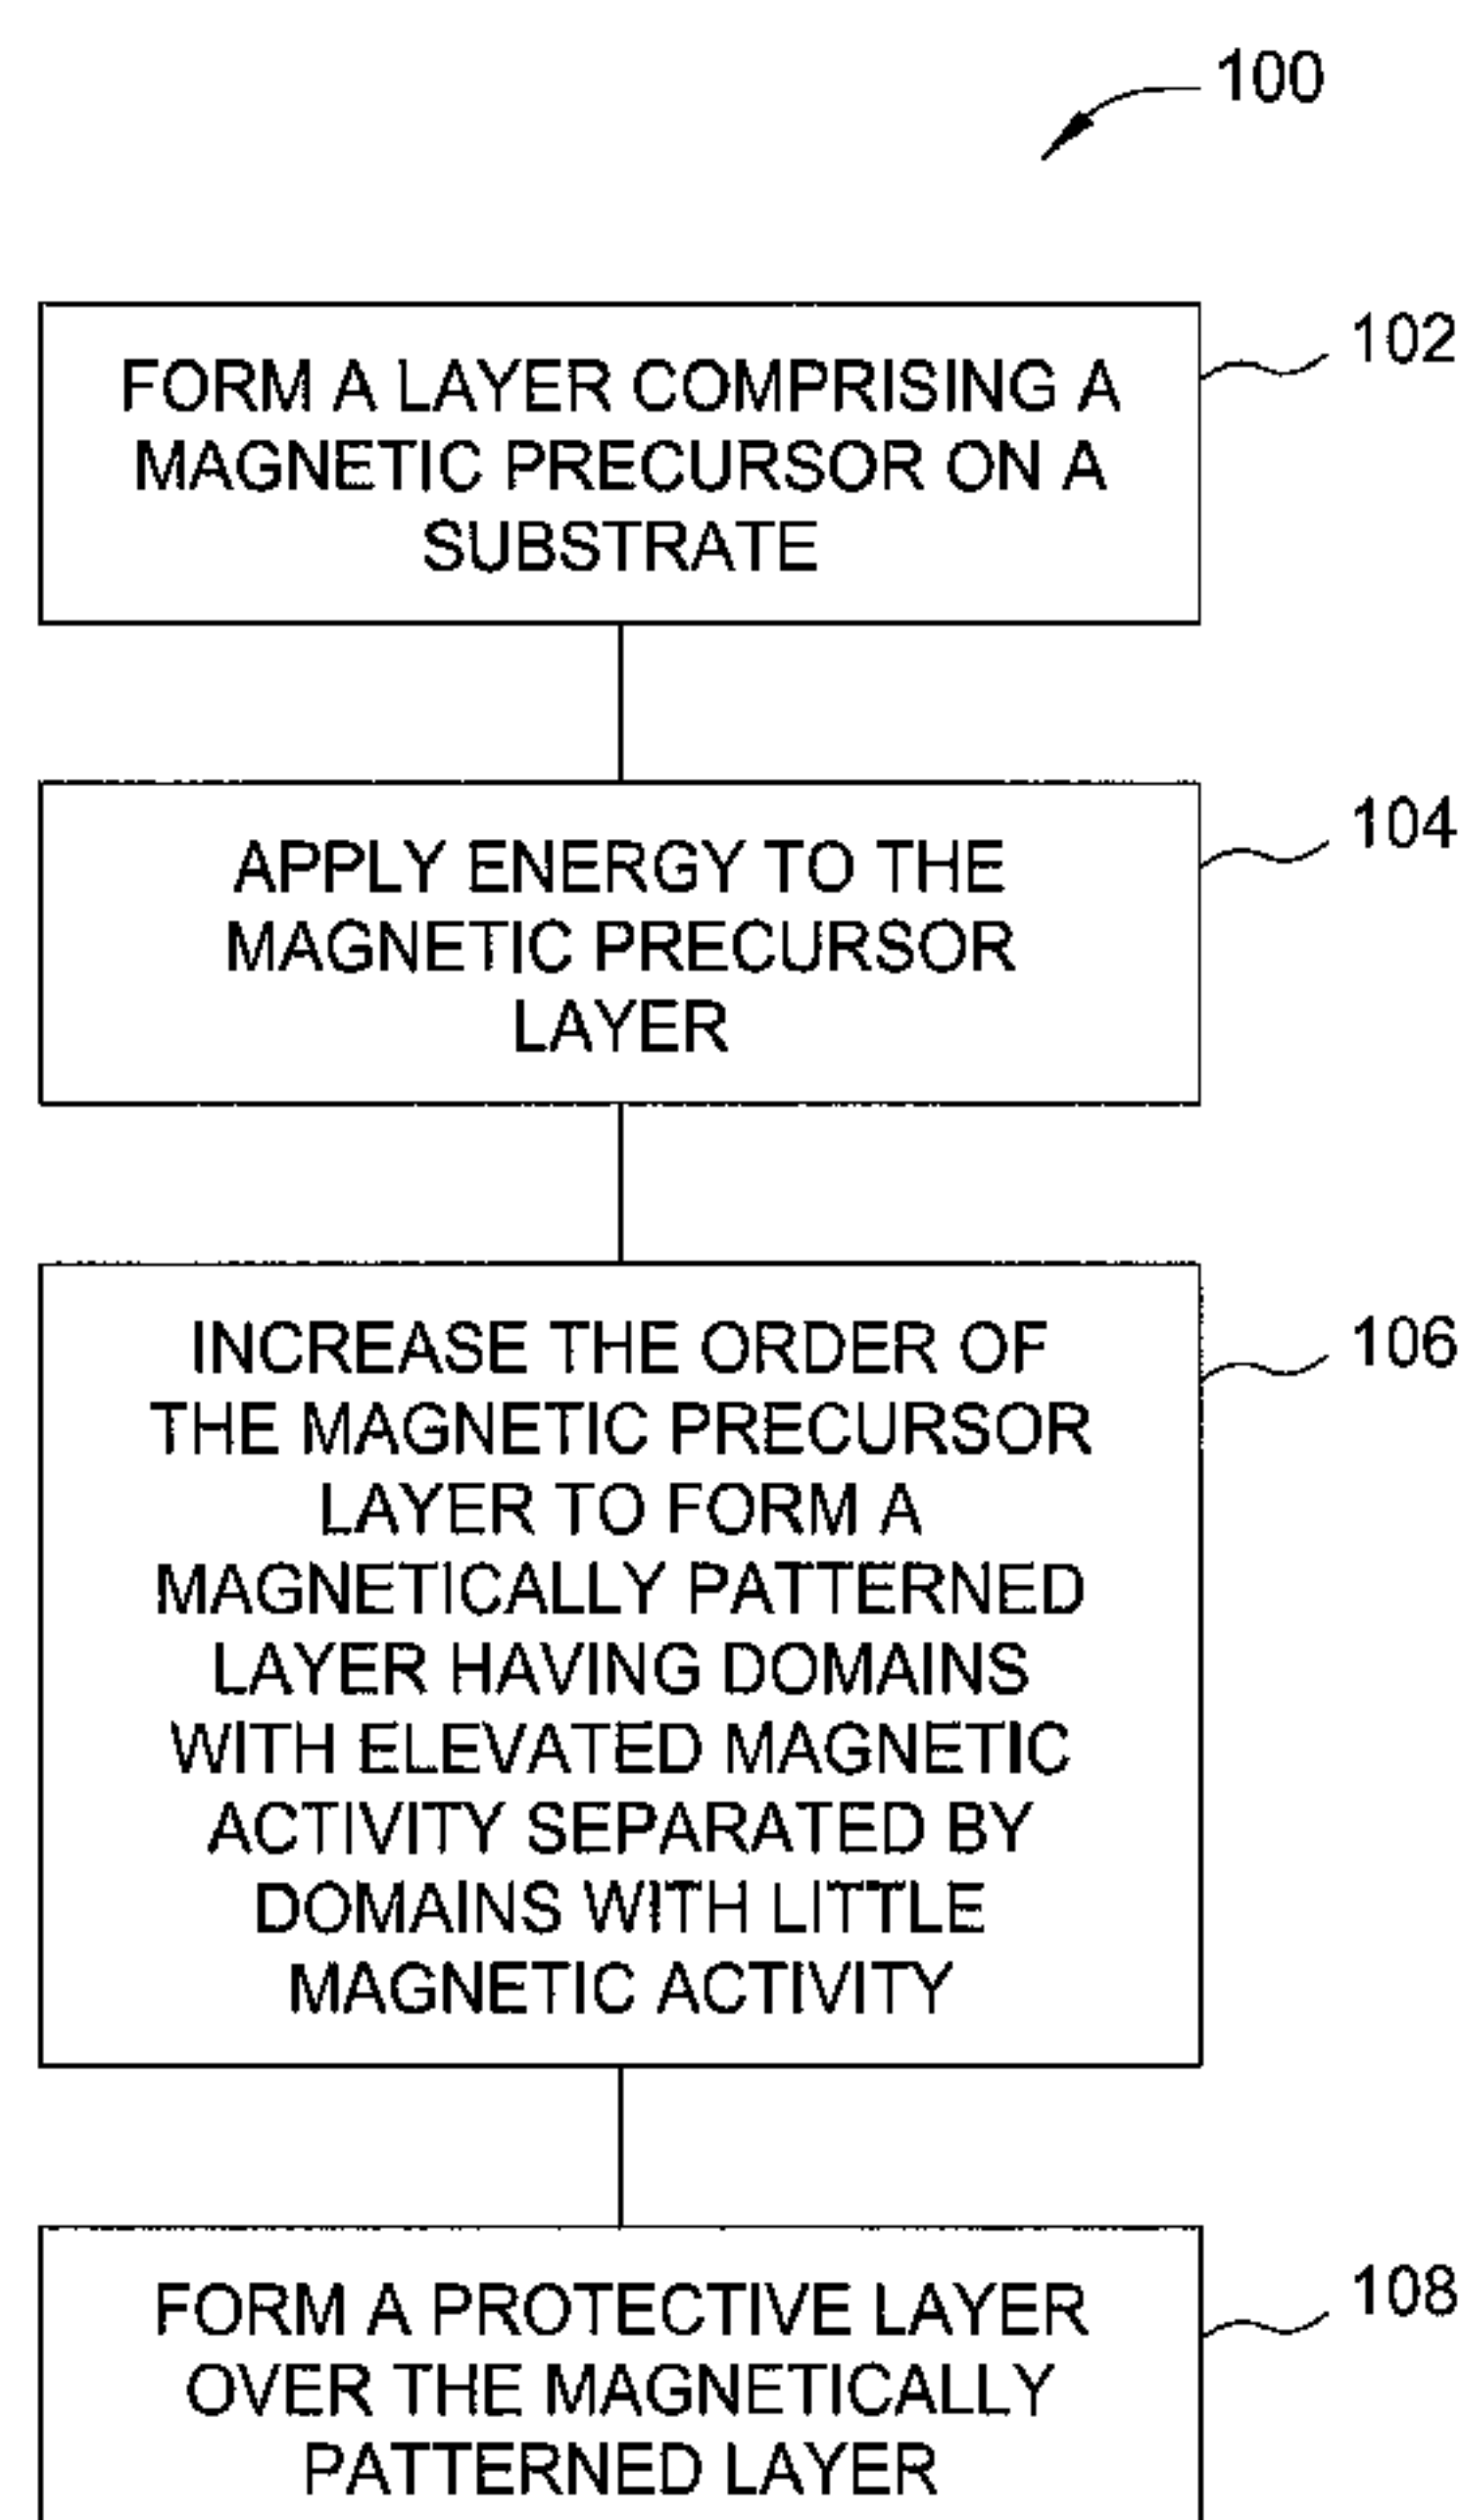 100
FORM A LAYER COMPRISING A
MAGNETIC PRECURSOR ON A
SUBSTRATE
102
APPLY ENERGY TO THE
MAGNETIC PRECURSOR
LAYER
104
INCREASE THE ORDER OF
THE MAGNETIC PRECURSOR
LAYER TO FORM A
MAGNETICALLY PATTERNED
LAYER HAVING DOMAINS
WITH ELEVATED MAGNETIC
ACTIVITY SEPARATED BY
DOMAINS WITH LITTLE
MAGNETIC ACTIVITY
106
FORM A PROTECTIVE LAYER
OVER THE MAGNETICALLY
PATTERNED LAYER
108